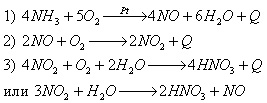 1) 4NH₃ + 5O₂ —Pt→ 4NO + 6H₂O + Q
2) 2NO + O₂ ⟶ 2NO₂ + Q
3) 4NO₂ + O₂ + 2H₂O ⟶ 4HNO₃ + Q
или 3NO₂ + H₂O ⟶ 2HNO₃ + NO